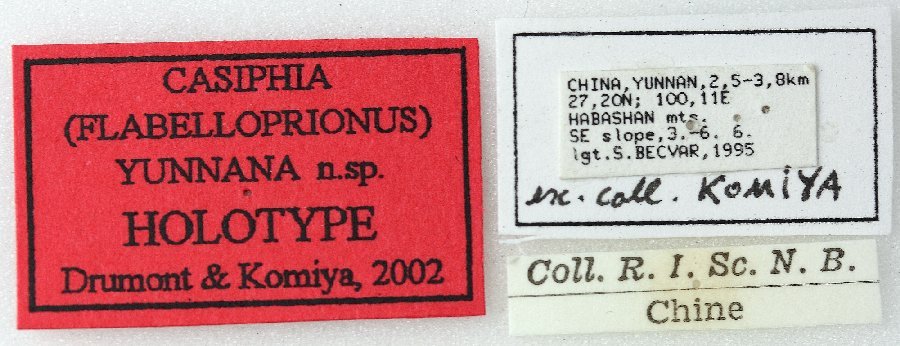 CASIPHIA
(FLABELLOPRIONUS)
YUNNANA n.sp.
HOLOTYPE
Drumont & Komiya, 2002
CHINA,YUNNAN,2,5-3,8km
27,20N; 100,11E
HABASHAN mts.
SE slope,3.-6. 6.
lgt.S.BECVAR,1995
ex. coll. KOMIYA
Coll. R. I. Sc. N. B.
Chine